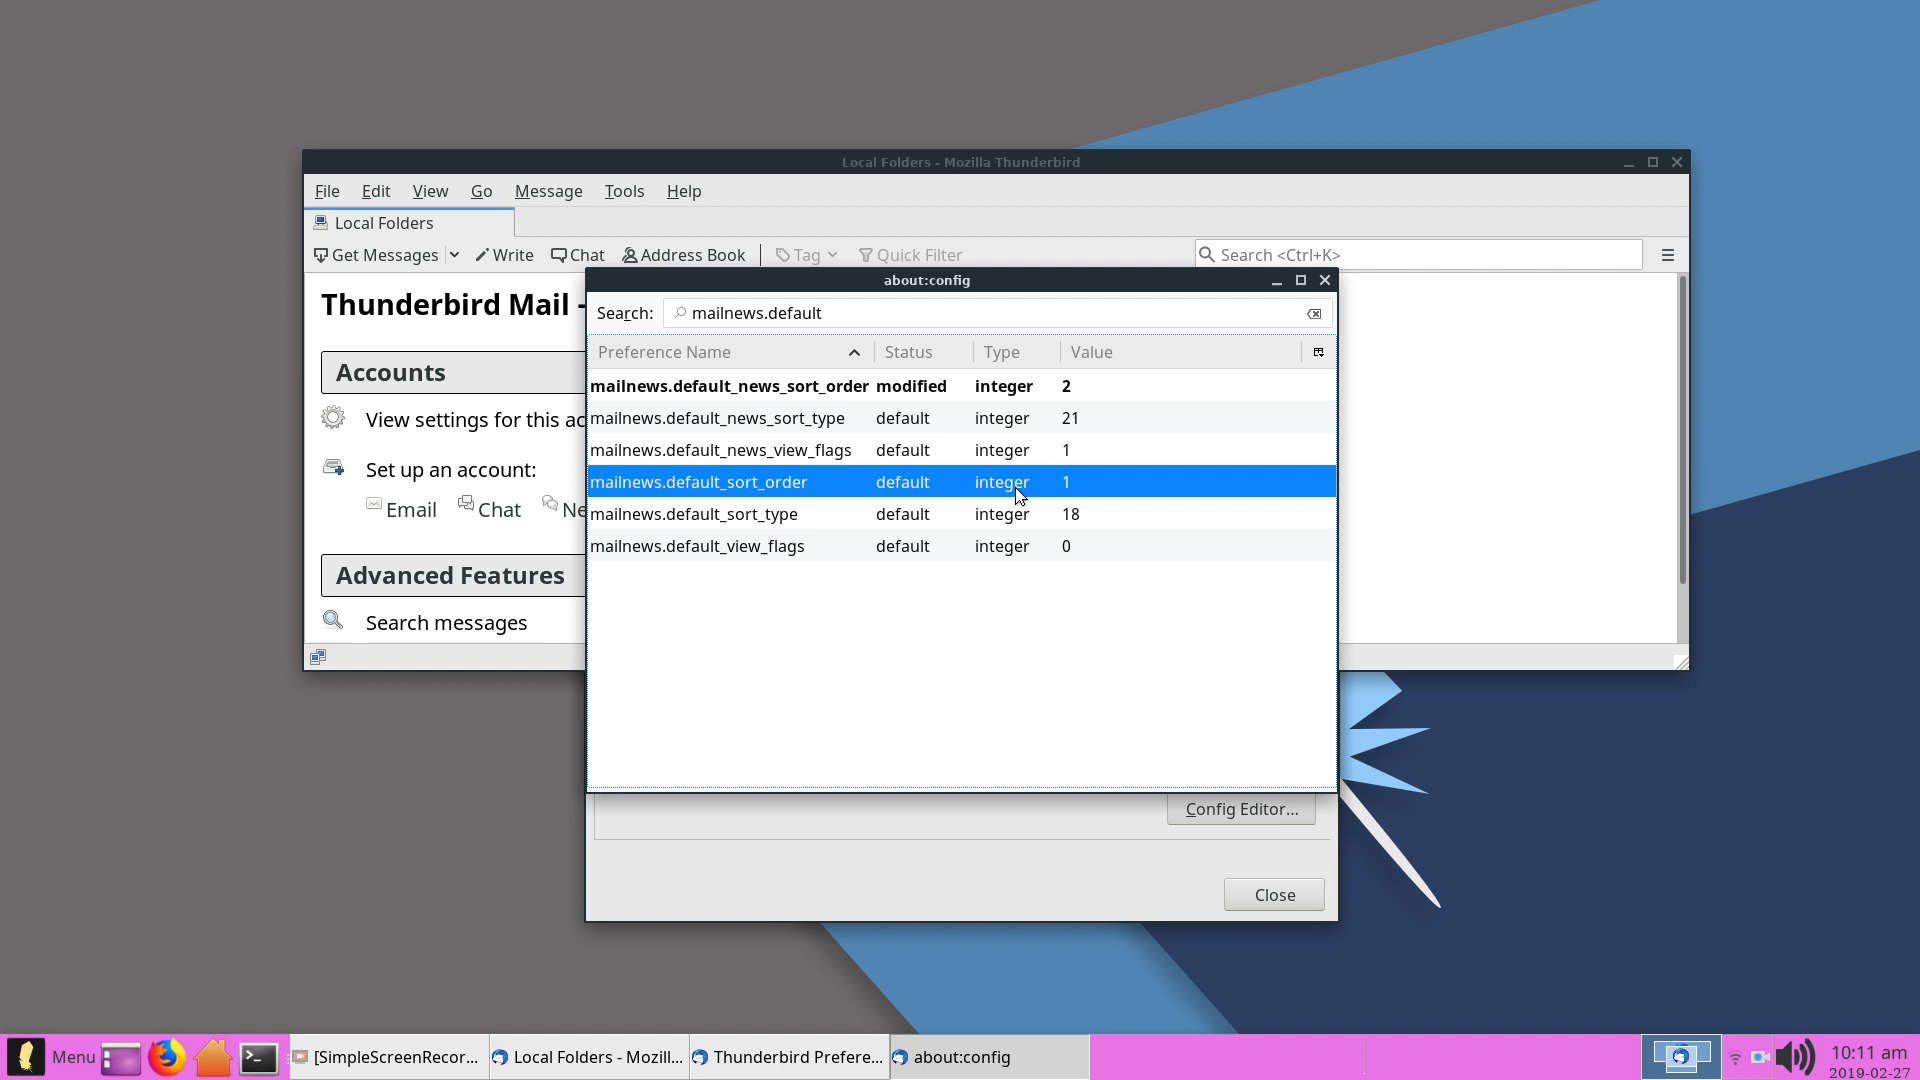 Local Folders - Mozilla Thunderbird
File Edit View Go Message Tools Help
Local Folders
Get Messages Write Chat Address Book Tag Quick Filter Search <Ctrl+K>
about:config
Thunderbird Mail -
Search: mailnews.default
Preference Name Status Type Value
Accounts
mailnews.default_news_sort_order modified integer 2
View settings for this ac
mailnews.default_news_sort_type default integer 21
mailnews.default_news_view_flags default integer 1
Set up an account:
mailnews.default_sort_order default integer 1
Email Chat Ne
mailnews.default_sort_type default integer 18
mailnews.default_view_flags default integer 0
Advanced Features
Search messages
Config Editor...
Close
Menu [SimpleScreenRecor... Local Folders - Mozill... Thunderbird Prefere... about:config 10:11 am
2019-02-27